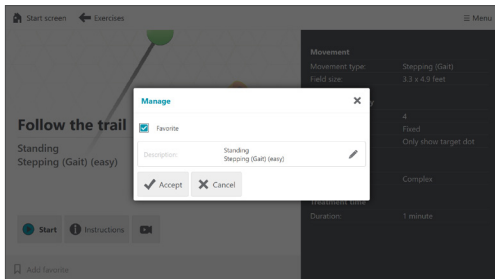 Start screen
Exercises
Menu
Follow the trail
Standing
Stepping (Gait) (easy)
Start
Instructions
Add favorite
Manage
Favorite
Description:
Standing
Stepping (Gait) (easy)
Accept
Cancel
Movement
Movement type: Stepping (Gait)
Field size: 3.3 x 4.9 feet
4
Fixed
Only show target dot
Complex
Treatment time
Duration: 1 minute